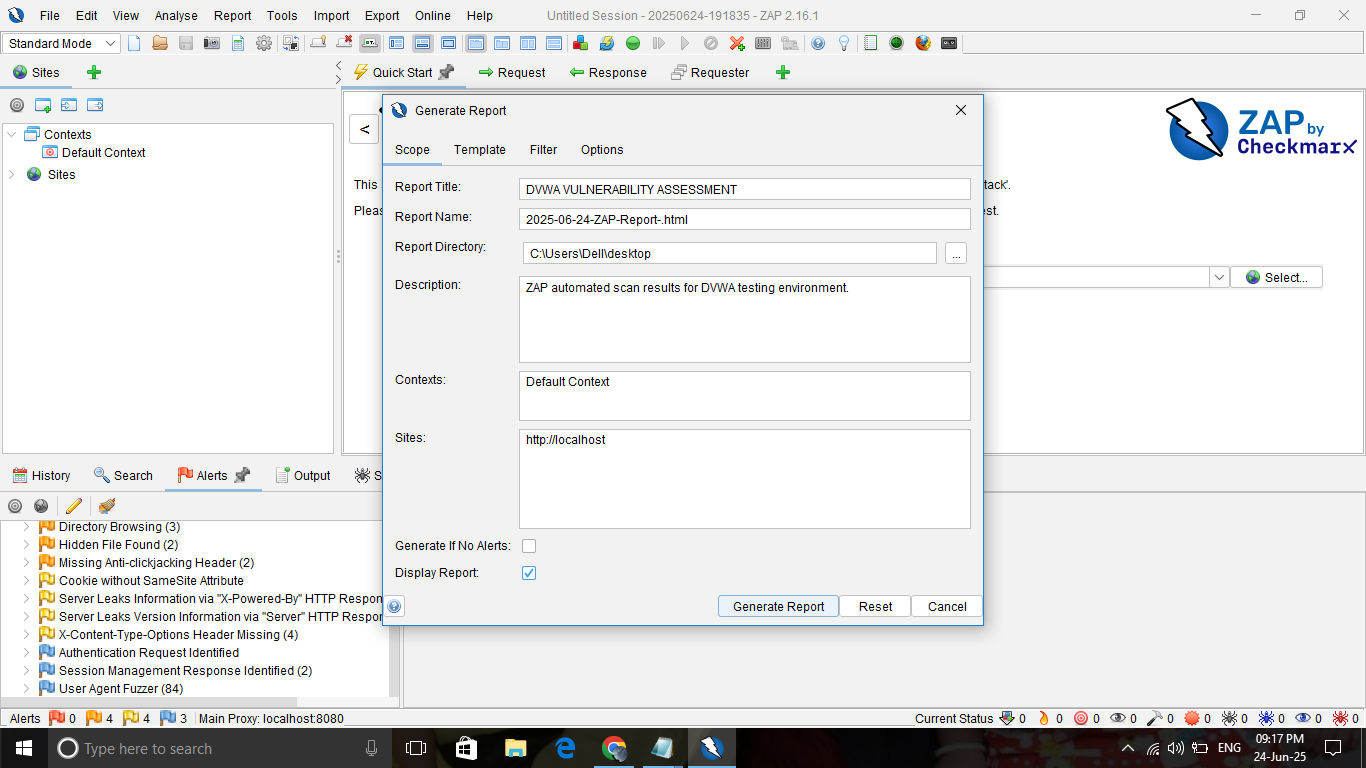 File Edit View Analyse Report Tools Import Export Online Help Untitled Session - 20250624-191835 - ZAP 2.16.1
Standard Mode
Sites Quick Start Request Response Requester
Generate Report
Contexts
Default Context
Sites
<
ZAP by
Checkmarx
Scope Template Filter Options
This
tack'.
Pleas
est.
Report Title: DVWA VULNERABILITY ASSESSMENT
Report Name: 2025-06-24-ZAP-Report-.html
Report Directory: C:\Users\Dell\desktop ...
Select...
Description: ZAP automated scan results for DVWA testing environment.
Contexts: Default Context
Sites: http://localhost
Generate If No Alerts:
Display Report:
Generate Report Reset Cancel
History Search Alerts Output S
Directory Browsing (3)
Hidden File Found (2)
Missing Anti-clickjacking Header (2)
Cookie without SameSite Attribute
Server Leaks Information via "X-Powered-By" HTTP Respon
Server Leaks Version Information via "Server" HTTP Respon
X-Content-Type-Options Header Missing (4)
Authentication Request Identified
Session Management Response Identified (2)
User Agent Fuzzer (84)
Alerts 0 4 4 3 Main Proxy: localhost:8080 Current Status 0 0 0 0 0 0 0 0 0 0
Type here to search
ENG
09:17 PM
24-Jun-25